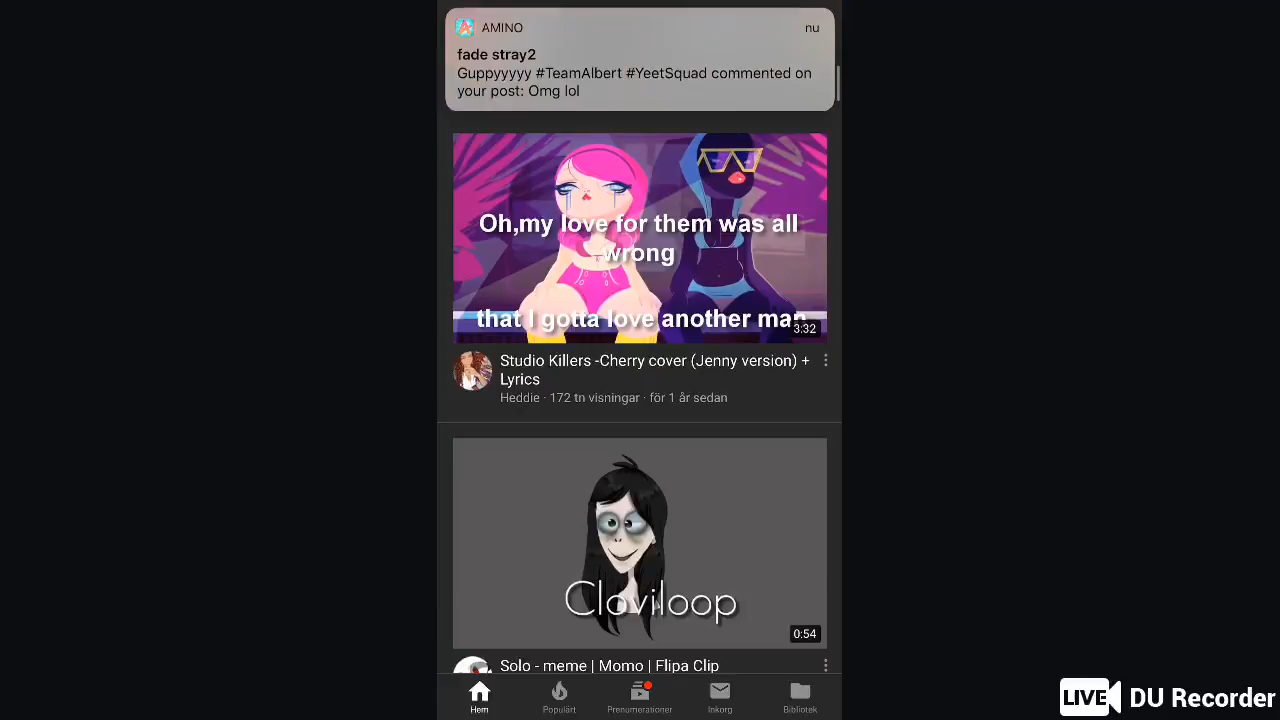 AMINO
nu
fade stray2
Guppyyyyy #TeamAlbert #YeetSquad commented on
your post: Omg lol
Oh,my love for them was all
wrong
that I gotta love another man
3:32
Studio Killers -Cherry cover (Jenny version) +
Lyrics
Heddie · 172 tn visningar · för 1 år sedan
Cloviloop
0:54
Solo - meme | Momo | Flipa Clip
Hem
Populärt
Prenumerationer
Inkorg
Bibliotek
LIVE DU Recorder